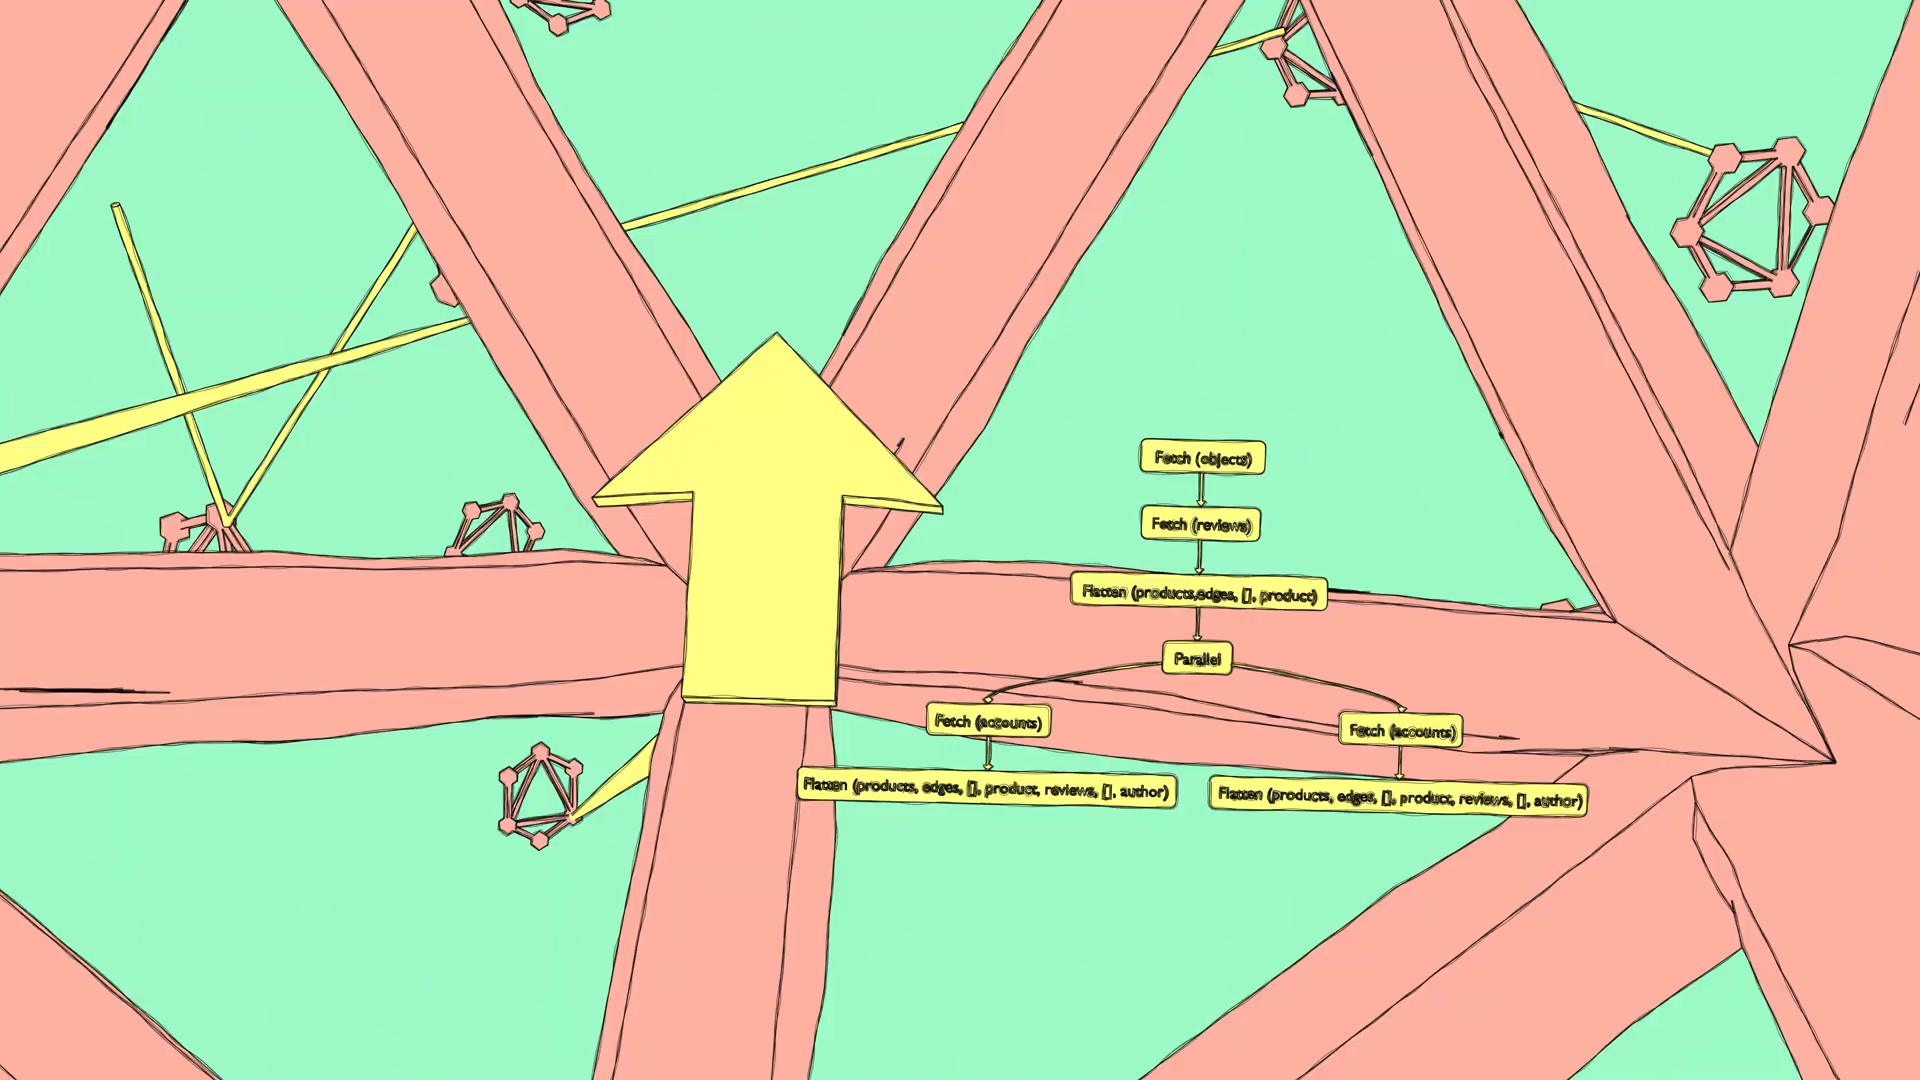 Fetch (objects)
Fetch (reviews)
Flatten (products,edges, [], product)
Parallel
Fetch (accounts)
Fetch (accounts)
Flatten (products, edges, [], product, reviews, [], author)
Flatten (products, edges, [], product, reviews, [], author)